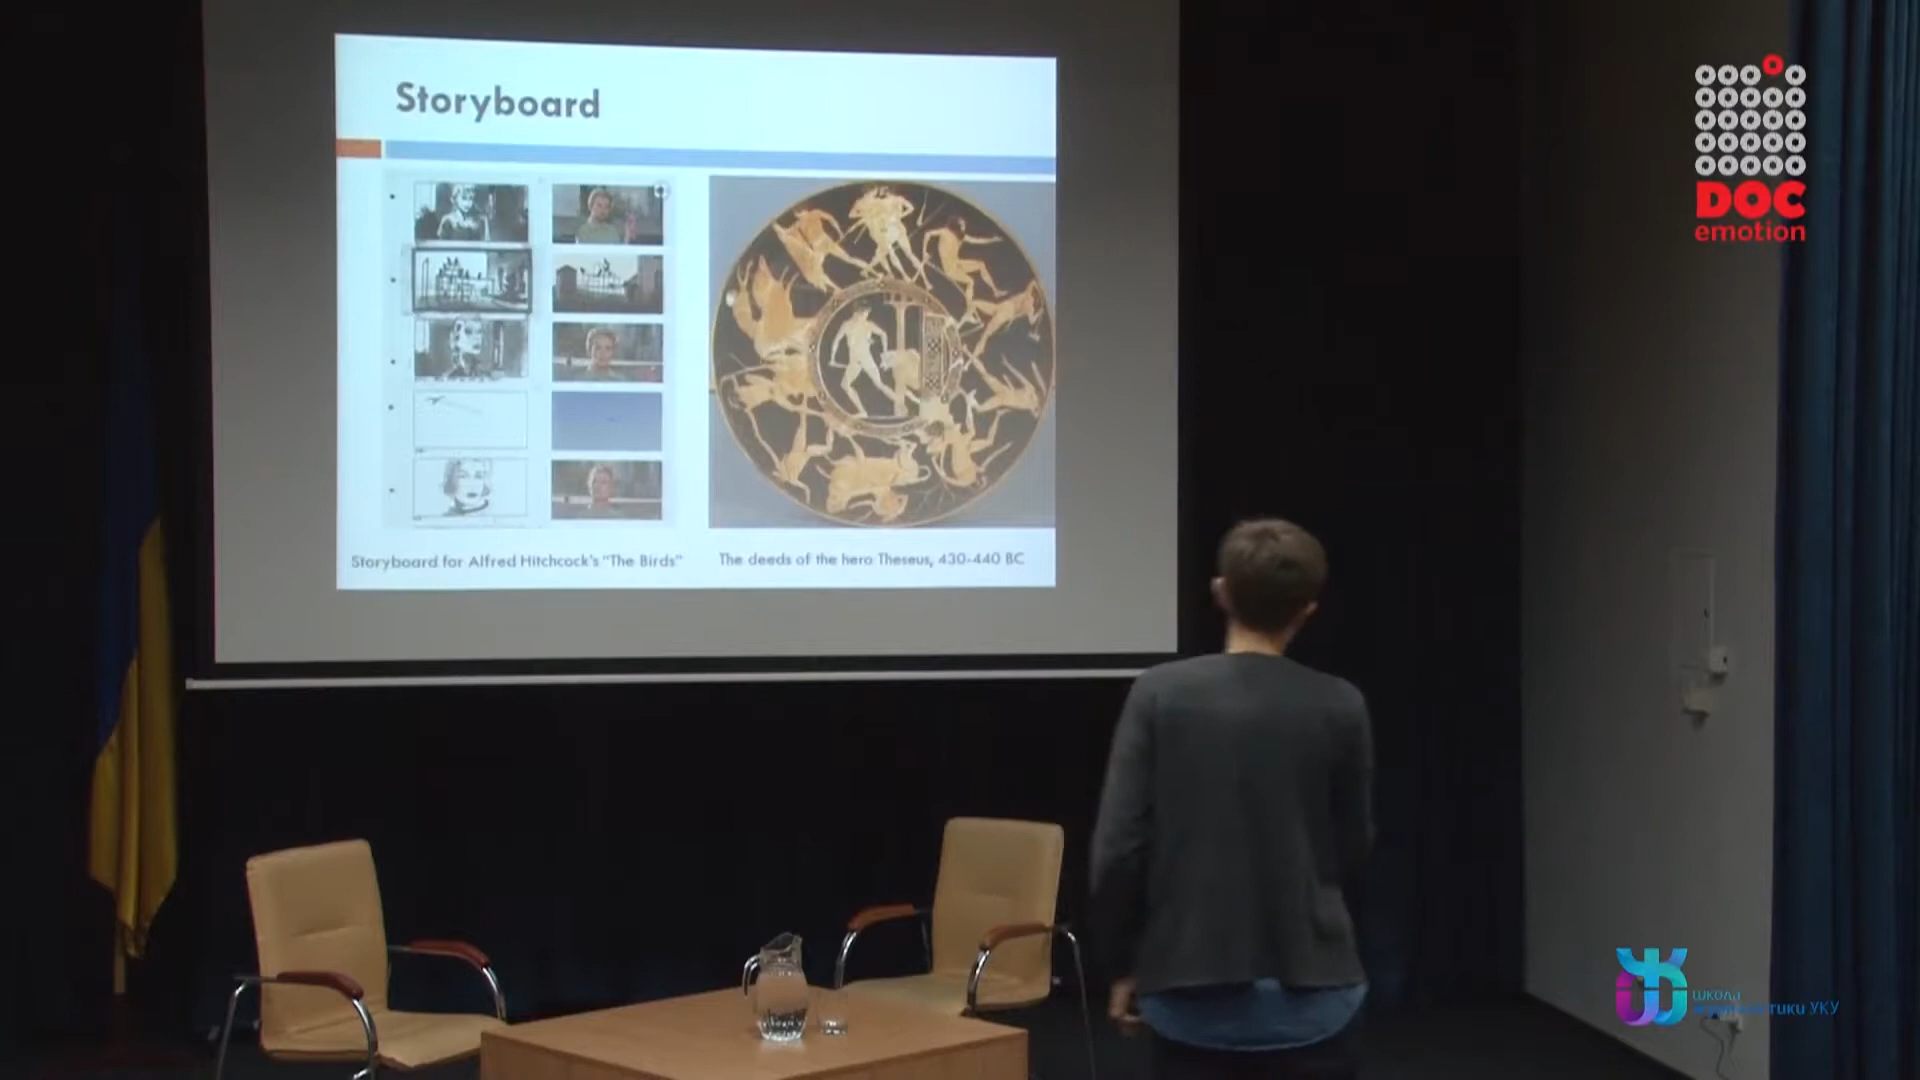 Storyboard
Storyboard for Alfred Hitchcock's "The Birds"
The deeds of the hero Theseus, 430-440 BC
DOC
emotion
школа
журналістики УКУ